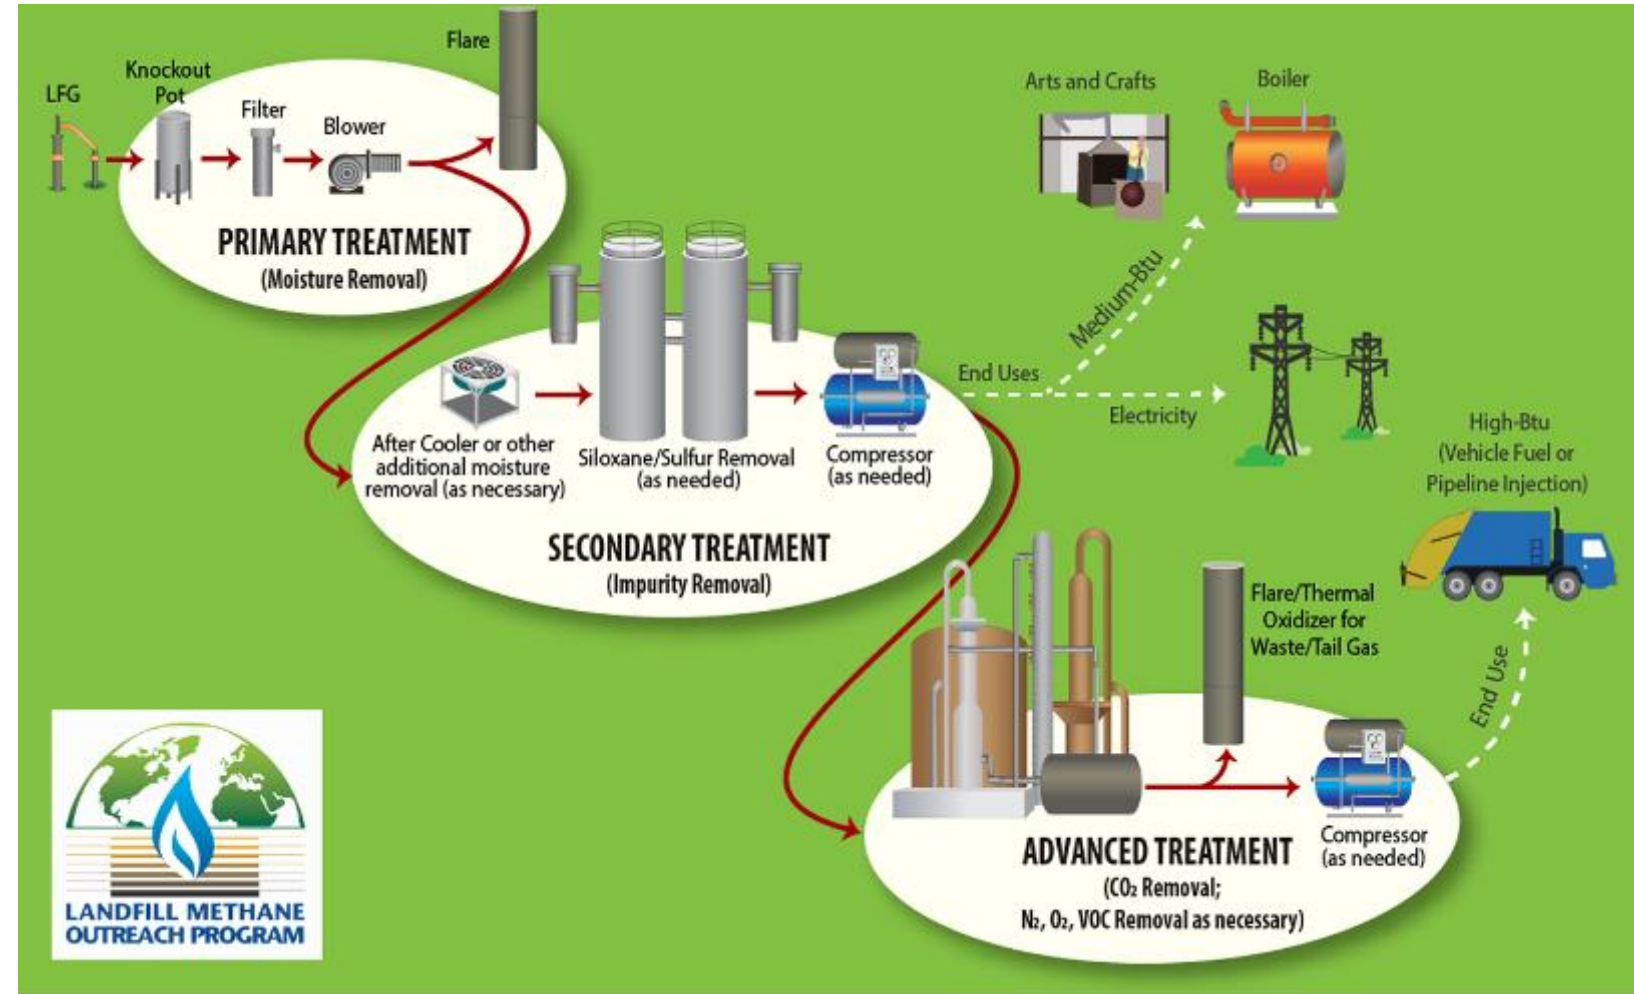 LFG
Knockout
Pot
Filter
Blower
Flare
PRIMARY TREATMENT
(Moisture Removal)
After Cooler or other
additional moisture
removal (as necessary)
Siloxane/Sulfur Removal
(as needed)
Compressor
(as needed)
SECONDARY TREATMENT
(Impurity Removal)
End Uses
Medium-Btu
Electricity
Arts and Crafts
Boiler
High-Btu
(Vehicle Fuel or
Pipeline Injection)
Flare/Thermal
Oxidizer for
Waste/Tail Gas
End Use
Compressor
(as needed)
ADVANCED TREATMENT
(CO₂ Removal;
N₂, O₂, VOC Removal as necessary)
LANDFILL METHANE
OUTREACH PROGRAM